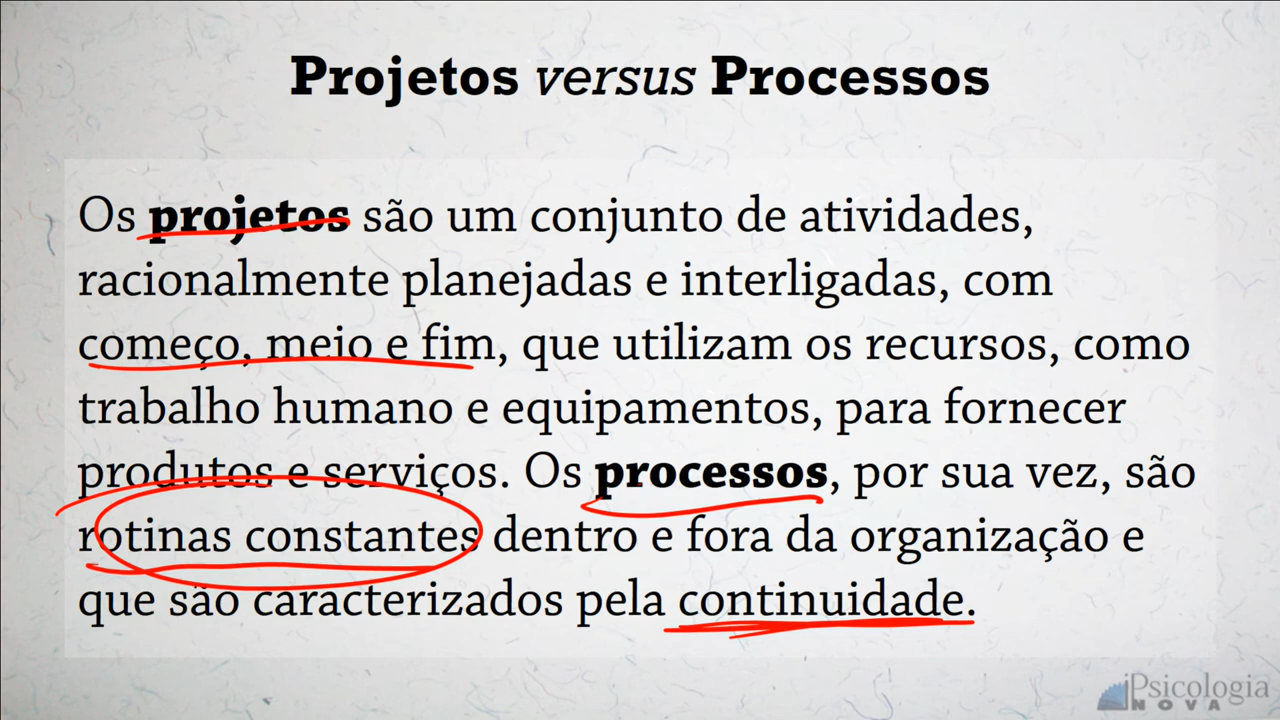 Projetos versus Processos
Os projetos são um conjunto de atividades,
racionalmente planejadas e interligadas, com
começo, meio e fim, que utilizam os recursos, como
trabalho humano e equipamentos, para fornecer
produtos e serviços. Os processos, por sua vez, são
rotinas constantes dentro e fora da organização e
que são caracterizados pela continuidade.
Psicologia
NOVA